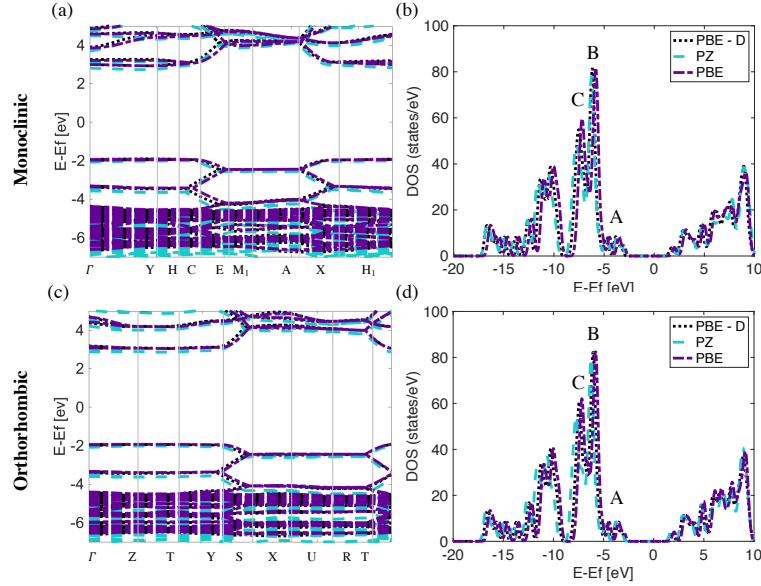 (a)
Monoclinic
E-Ef [ev]
4
2
0
-2
-4
-6
Γ Y H C E M1 A X H1
(b)
DOS (states/eV)
100
80
60
40
20
0
B
C
A
PBE - D
PZ
PBE
-20 -15 -10 -5 0 5 10
E-Ef [eV]
(c)
Orthorhombic
E-Ef [ev]
4
2
0
-2
-4
-6
Γ Z T Y S X U R T
(d)
DOS (states/eV)
100
80
60
40
20
0
B
C
A
PBE - D
PZ
PBE
-20 -15 -10 -5 0 5 10
E-Ef [eV]